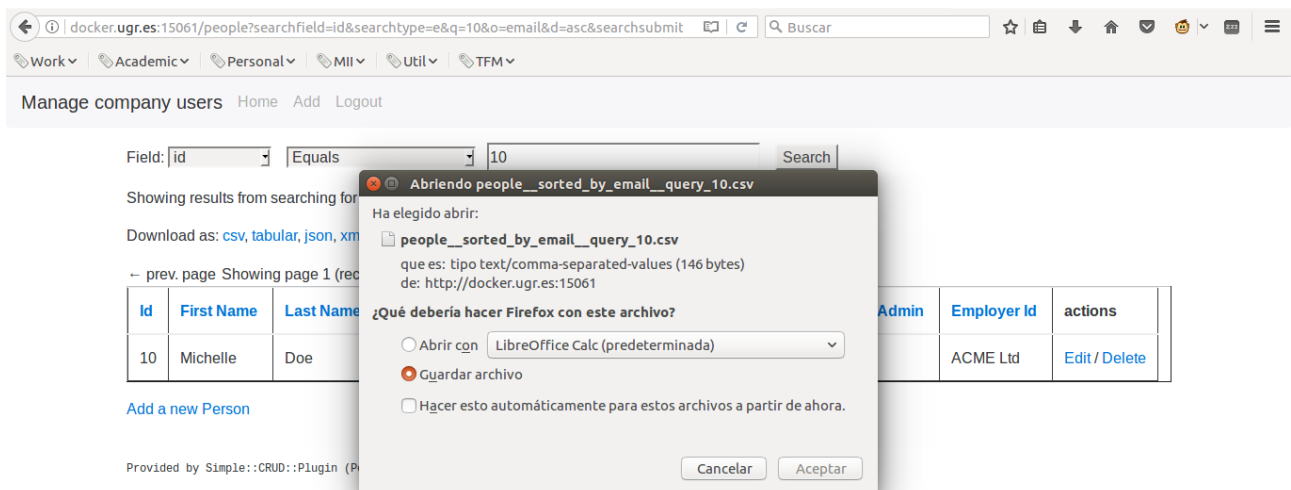 docker.ugr.es:15061/people?searchfield=id&searchtype=e&q=10&o=email&d=asc&searchsubmit Buscar
Work Academic Personal MII Util TFM
Manage company users Home Add Logout
Field: id Equals 10 Search
Abriendo people__sorted_by_email__query_10.csv
Showing results from searching for
Ha elegido abrir:
Download as: csv, tabular, json, xm
people__sorted_by_email__query_10.csv
que es: tipo text/comma-separated-values (146 bytes)
← prev. page Showing page 1 (rec
de: http://docker.ugr.es:15061
Id First Name Last Name Admin Employer Id actions
¿Qué debería hacer Firefox con este archivo?
Abrir con LibreOffice Calc (predeterminada)
10 Michelle Doe ACME Ltd Edit / Delete
Guardar archivo
Hacer esto automáticamente para estos archivos a partir de ahora.
Add a new Person
Provided by Simple::CRUD::Plugin (P
Cancelar Aceptar